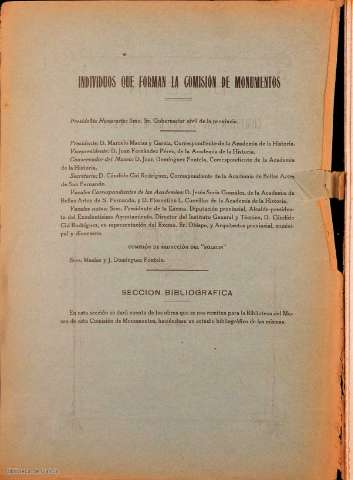 INDIVIDUOS QUE FORMAN LA COMISIÓN DE MONUMENTOS
Presidente Honorario: Ilmo. Sr. Gobernador civil de la provincia.
Presidente: D. Marcelo Macías y García, Correspondiente de la Academia de la Historia.
Vicepresidente: D. Juan Fernández Pérez, de la Academia de la Historia.
Conservador del Museo: D. Juan Domínguez Fontela, Correspondiente de la Academia
de la Historia.
Secretario: D. Cándido Cid Rodríguez, Correspondiente de la Academia de Bellas Artes
de San Fernando.
Vocales Correspondientes de las Academias: D. Jesús Soria González, de la Academia de
Bellas Artes de S. Fernando, y D. Florentino L. Cuevillas de la Academia de la Historia.
Vocales natos: Sres. Presidente de la Excma. Diputación provincial, Alcalde-presidente
del Excelentísimo Ayuntamiento, Director del Instituto General y Técnico, D. Cándido
Cid Rodríguez; en representación del Excmo. Sr. Obispo, y Arquitectos provincial, municipal
y diocesano.
COMISIÓN DE REDACCIÓN DEL "BOLETÍN"
Sres. Macías y J. Domínguez Fontela.
SECCION BIBLIOGRAFICA
En esta sección se dará cuenta de las obras que se nos remitan para la Biblioteca del Museo
de esta Comisión de Monumentos, haciéndose un estudio bibliográfico de las mismas.